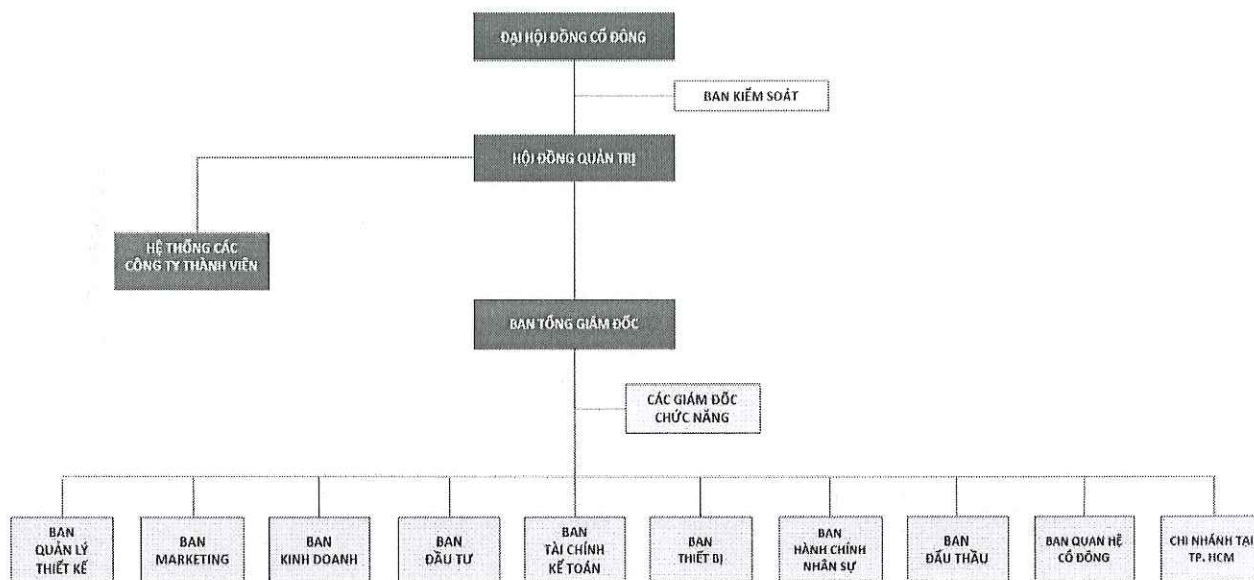 ĐẠI HỘI ĐỒNG CỔ ĐÔNG
BAN KIỂM SOÁT
HỘI ĐỒNG QUẢN TRỊ
HỆ THỐNG CÁC
CÔNG TY THÀNH VIÊN
BAN TỔNG GIÁM ĐỐC
CÁC GIÁM ĐỐC
CHỨC NĂNG
BAN
QUẢN LÝ
THIẾT KẾ
BAN
MARKETING
BAN
KINH DOANH
BAN
ĐẦU TƯ
BAN
TÀI CHÍNH
KẾ TOÁN
BAN
THIẾT BỊ
BAN
HÀNH CHÍNH
NHÂN SỰ
BAN
ĐẤU THẦU
BAN QUAN HỆ
CỔ ĐÔNG
CHI NHÁNH TẠI
TP. HCM